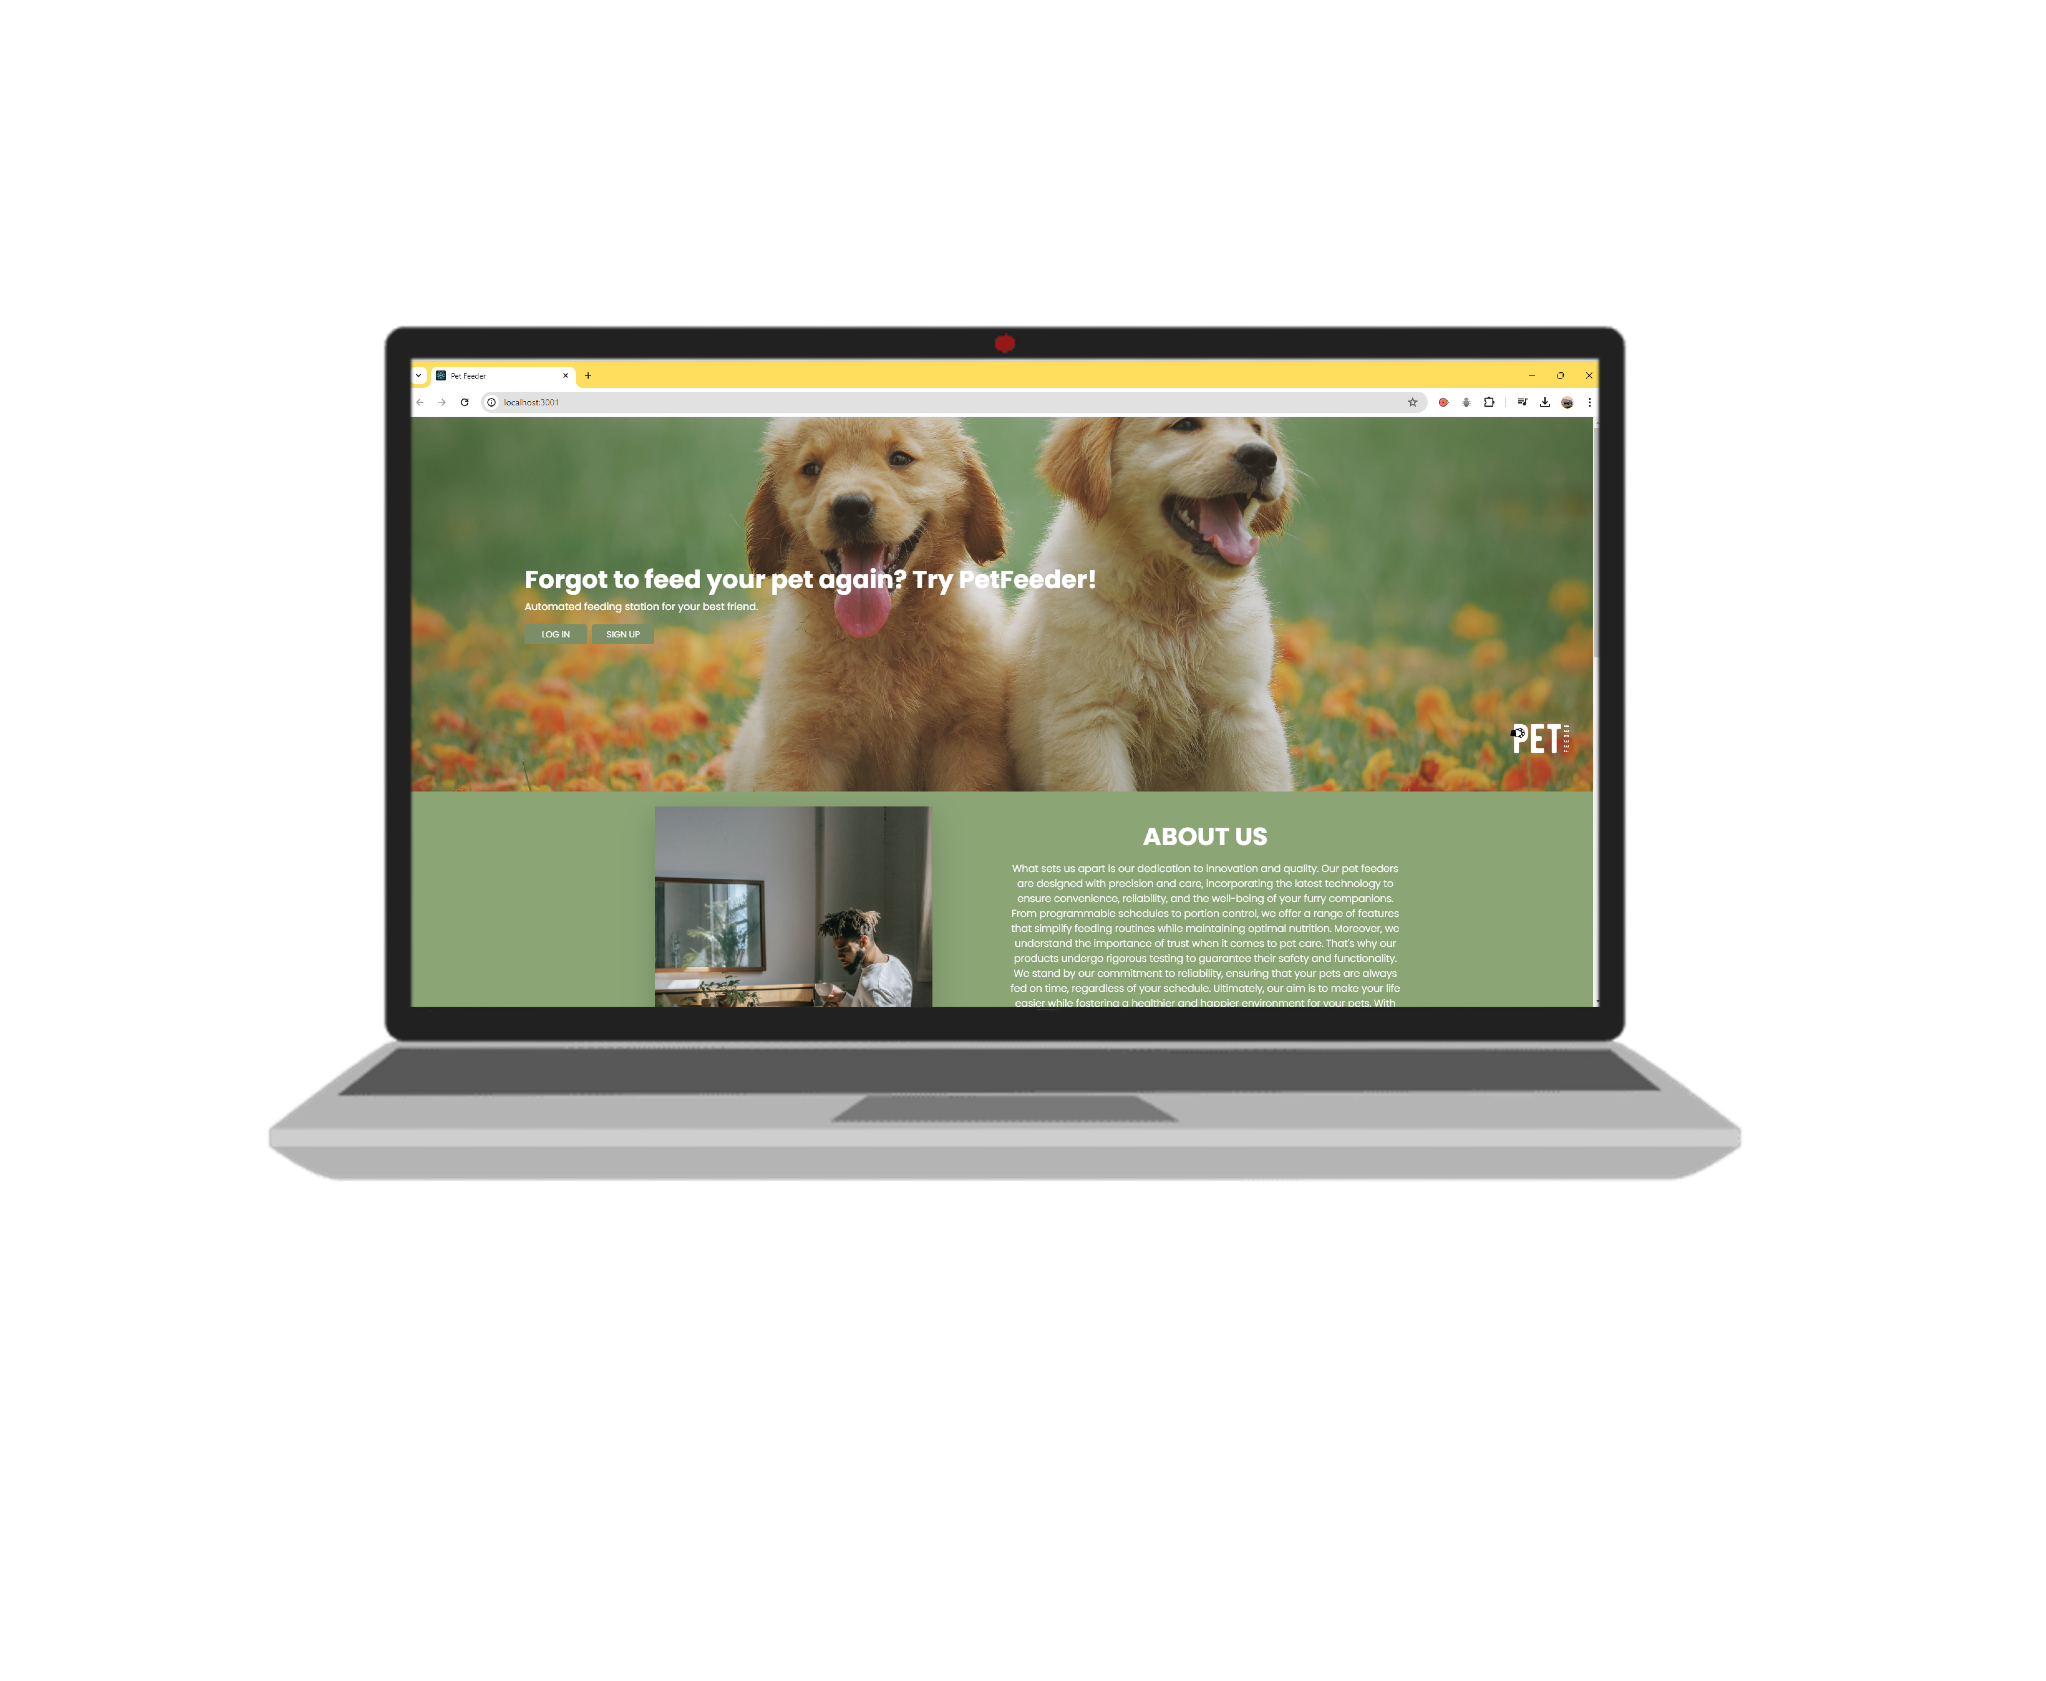 Pet Feeder
localhost:3001
Forgot to feed your pet again? Try PetFeeder!
Automated feeding station for your best friend.
LOG IN SIGN UP
PET
FEEDER
ABOUT US
What sets us apart is our dedication to innovation and quality. Our pet feeders
are designed with precision and care, incorporating the latest technology to
ensure convenience, reliability, and the well-being of your furry companions.
From programmable schedules to portion control, we offer a range of features
that simplify feeding routines while maintaining optimal nutrition. Moreover, we
understand the importance of trust when it comes to pet care. That's why our
products undergo rigorous testing to guarantee their safety and functionality.
We stand by our commitment to reliability, ensuring that your pets are always
fed on time, regardless of your schedule. Ultimately, our aim is to make your life
easier while fostering a healthier and happier environment for your pets. With